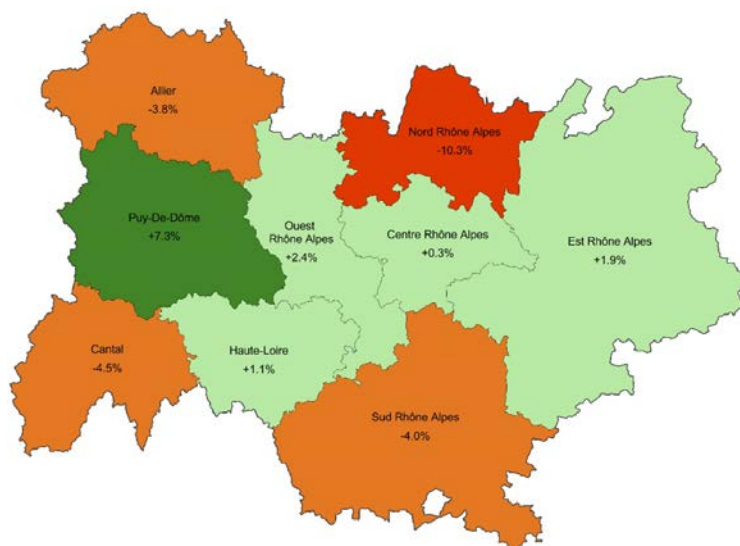 Allier
-3.8%
Nord Rhône Alpes
-10.3%
Puy-De-Dôme
+7.3%
Ouest
Rhône Alpes
+2.4%
Centre Rhône Alpes
+0.3%
Est Rhône Alpes
+1.9%
Cantal
-4.5%
Haute-Loire
+1.1%
Sud Rhône Alpes
-4.0%